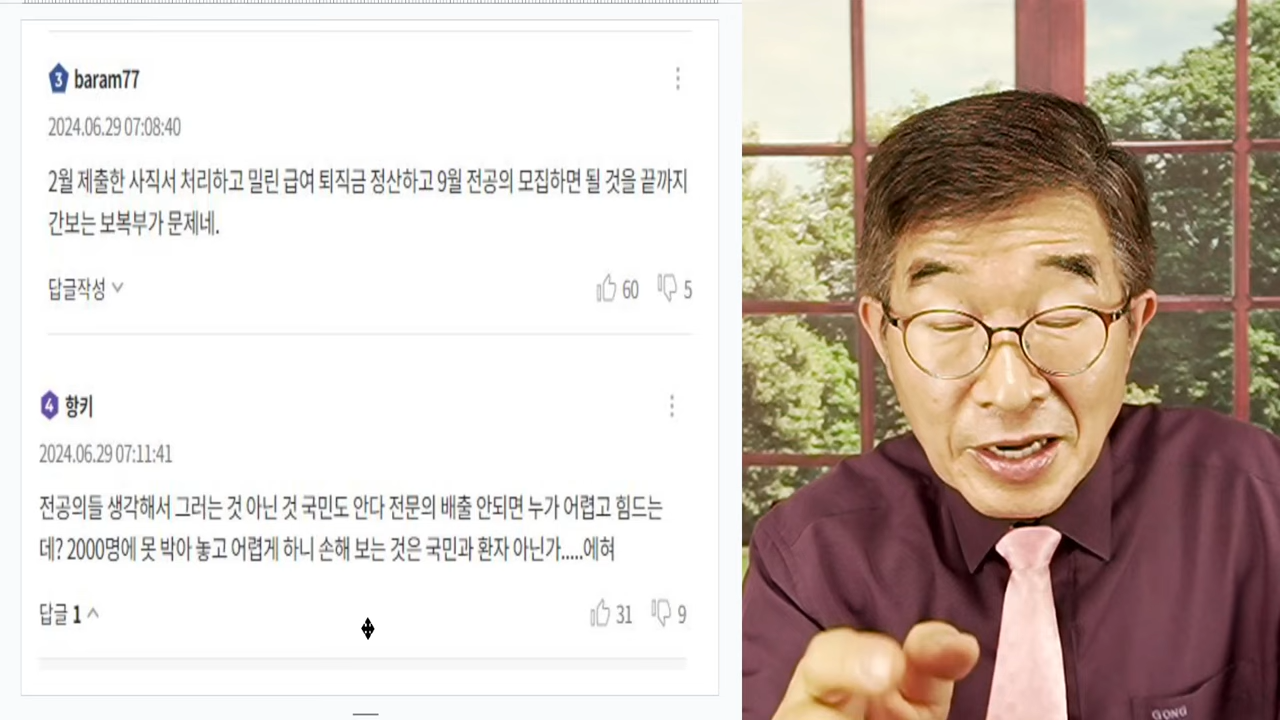 3 baram77
2024.06.29 07:08:40
2월 제출한 사직서 처리하고 밀린 급여 퇴직금 정산하고 9월 전공의 모집하면 될 것을 끝까지
간보는 보복부가 문제네.
답글작성
60 5
4 항키
2024.06.29 07:11:41
전공의들 생각해서 그러는 것 아닌 것 국민도 안다 전문의 배출 안되면 누가 어렵고 힘드는
데? 2000명에 못 박아 놓고 어렵게 하니 손해 보는 것은 국민과 환자 아닌가.....에혀
답글 1
31 9
GONG